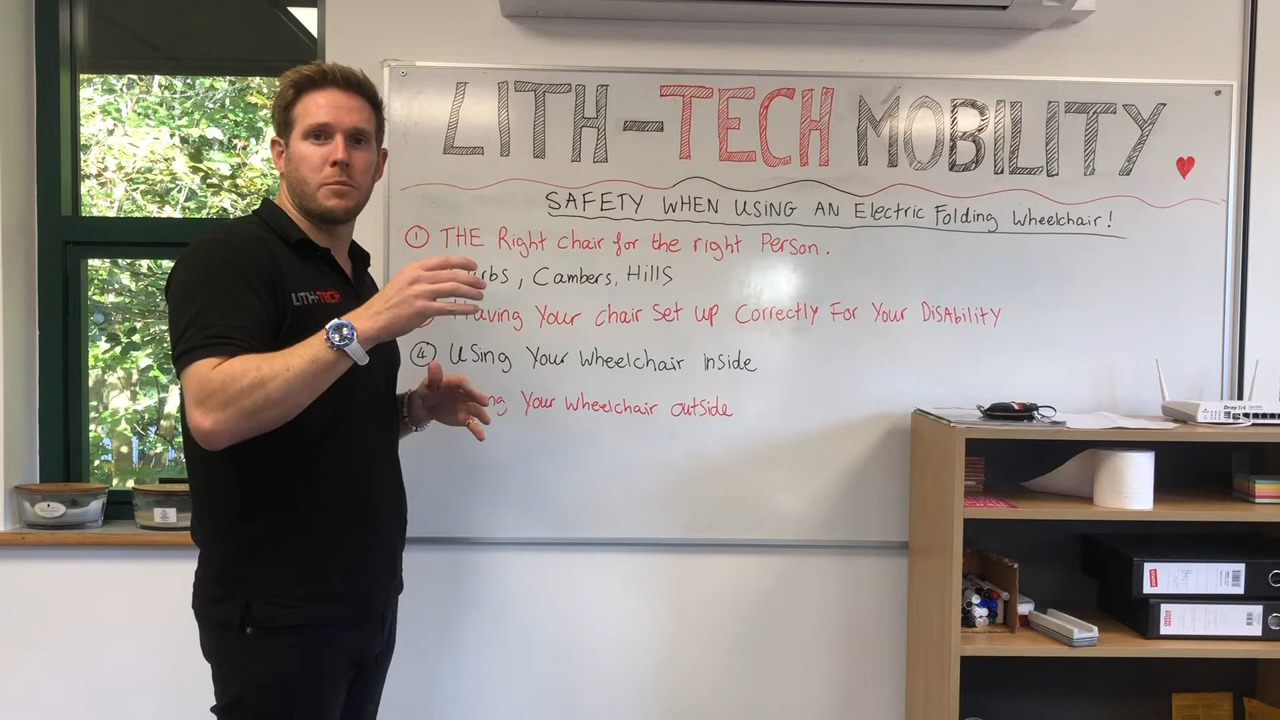 LITH-TECH MOBILITY
SAFETY WHEN USING AN Electric Folding Wheelchair!
1 THE Right chair for the right Person.
, Cambers, Hills
Having Your chair Set up Correctly For Your DisAbility
4 Using Your Wheelchair Inside
Your Wheelchair outside
LITH-TECH
DrayTek